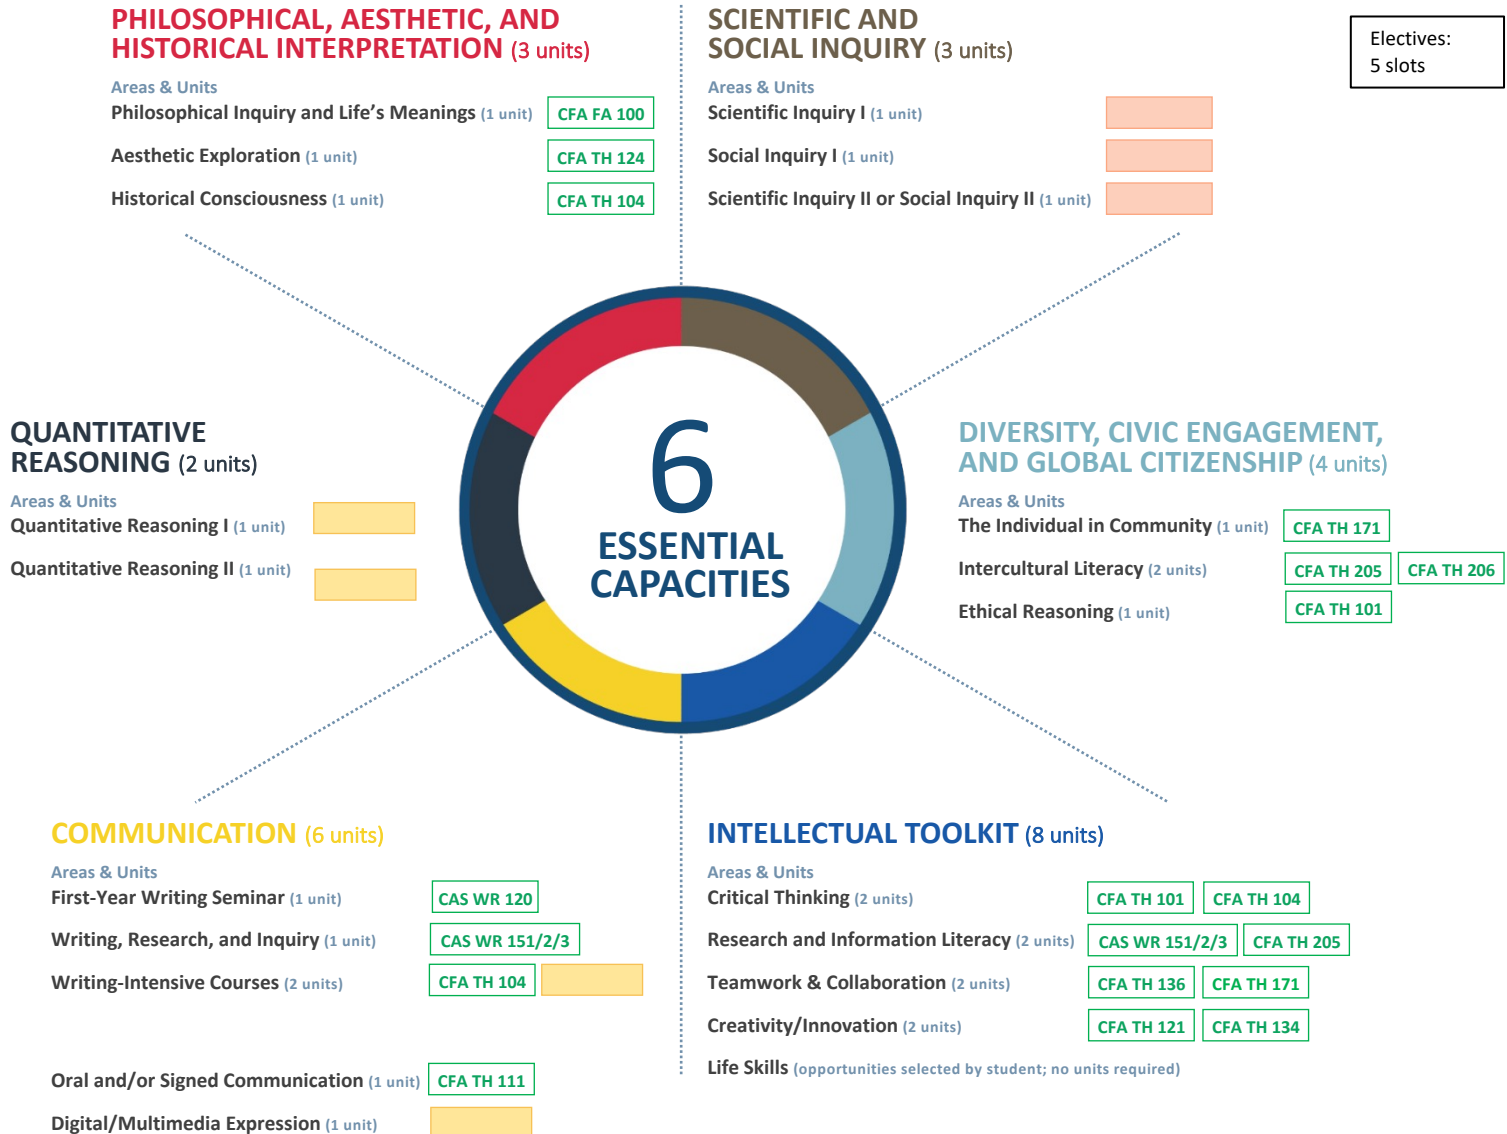 PHILOSOPHICAL, AESTHETIC, AND
HISTORICAL INTERPRETATION (3 units)
Areas & Units
Philosophical Inquiry and Life's Meanings (1 unit) CFA FA 100
Aesthetic Exploration (1 unit) CFA TH 124
Historical Consciousness (1 unit) CFA TH 104
SCIENTIFIC AND
SOCIAL INQUIRY (3 units)
Areas & Units
Scientific Inquiry I (1 unit)
Social Inquiry I (1 unit)
Scientific Inquiry II or Social Inquiry II (1 unit)
Electives:
5 slots
QUANTITATIVE
REASONING (2 units)
Areas & Units
Quantitative Reasoning I (1 unit)
Quantitative Reasoning II (1 unit)
6
ESSENTIAL
CAPACITIES
DIVERSITY, CIVIC ENGAGEMENT,
AND GLOBAL CITIZENSHIP (4 units)
Areas & Units
The Individual in Community (1 unit) CFA TH 171
Intercultural Literacy (2 units) CFA TH 205 CFA TH 206
Ethical Reasoning (1 unit) CFA TH 101
COMMUNICATION (6 units)
Areas & Units
First-Year Writing Seminar (1 unit) CAS WR 120
Writing, Research, and Inquiry (1 unit) CAS WR 151/2/3
Writing-Intensive Courses (2 units) CFA TH 104
Oral and/or Signed Communication (1 unit) CFA TH 111
Digital/Multimedia Expression (1 unit)
INTELLECTUAL TOOLKIT (8 units)
Areas & Units
Critical Thinking (2 units) CFA TH 101 CFA TH 104
Research and Information Literacy (2 units) CAS WR 151/2/3 CFA TH 205
Teamwork & Collaboration (2 units) CFA TH 136 CFA TH 171
Creativity/Innovation (2 units) CFA TH 121 CFA TH 134
Life Skills (opportunities selected by student; no units required)